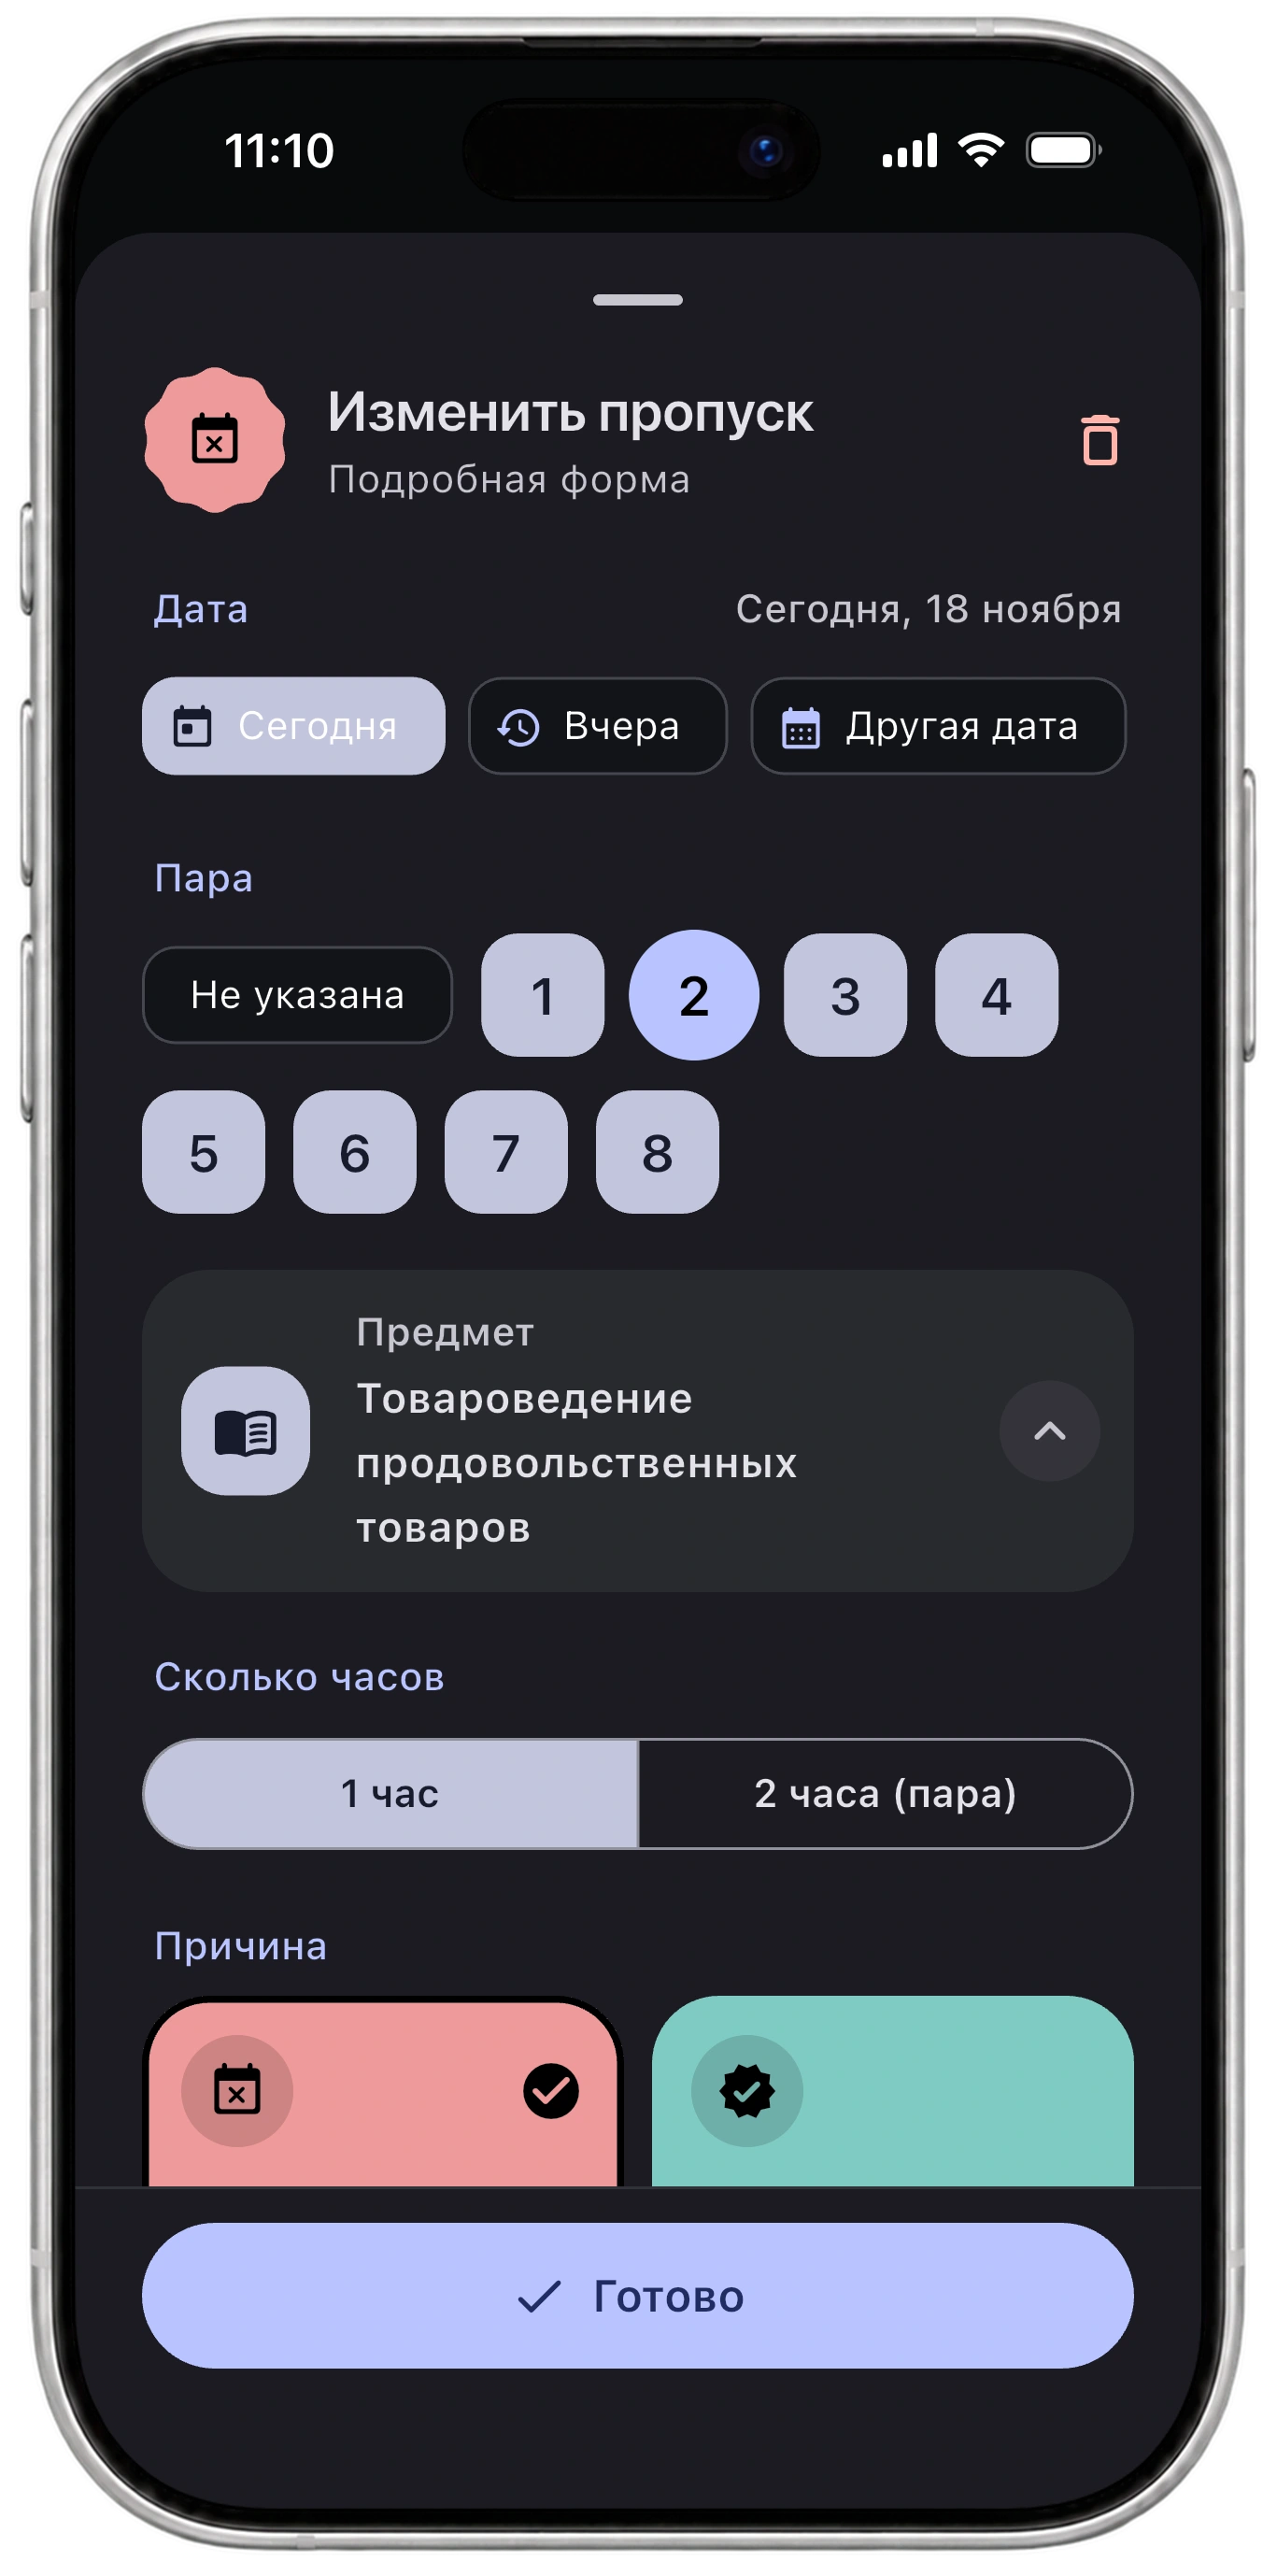 11:10
Изменить пропуск
Подробная форма
Дата
Сегодня, 18 ноября
Сегодня
Вчера
Другая дата
Пара
Не указана
1
2
3
4
5
6
7
8
Предмет
Товароведение
продовольственных
товаров
Сколько часов
1 час
2 часа (пара)
Причина
Готово